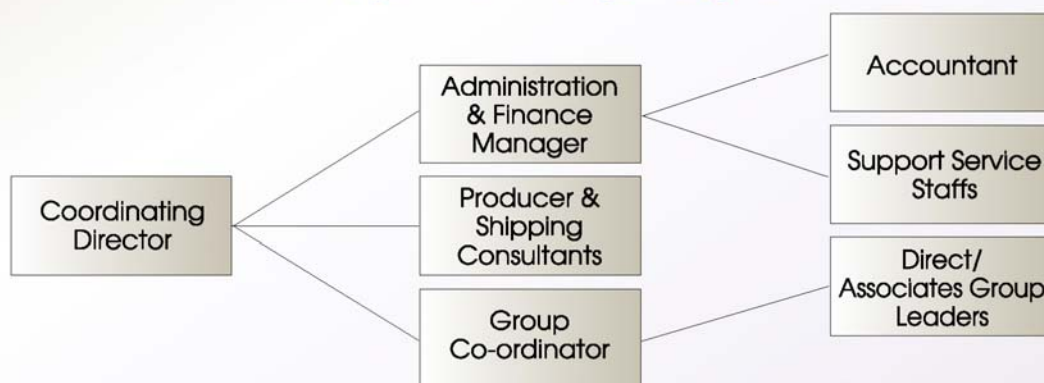 Coordinating
Director
Administration
& Finance
Manager
Producer &
Shipping
Consultants
Group
Co-ordinator
Accountant
Support Service
Staffs
Direct/
Associates Group
Leaders